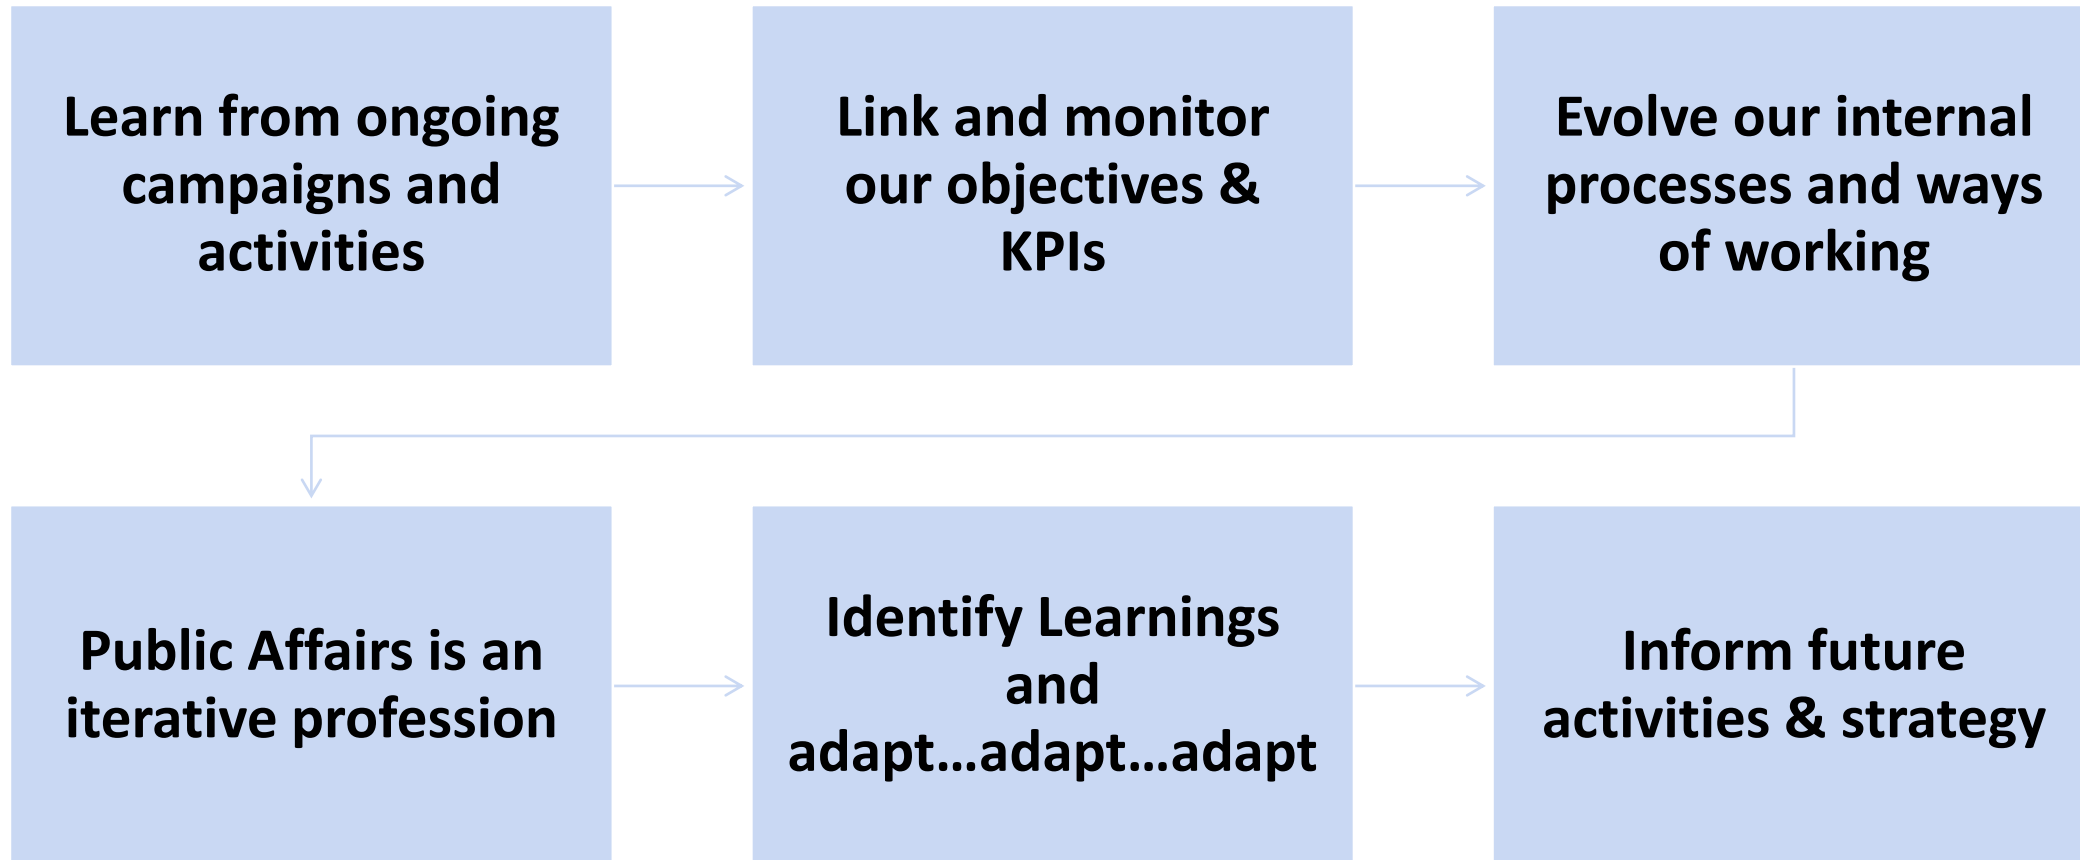 Learn from ongoing
campaigns and
activities
Link and monitor
our objectives &
KPIs
Evolve our internal
processes and ways
of working
Public Affairs is an
iterative profession
Identify Learnings
and
adapt…adapt…adapt
Inform future
activities & strategy